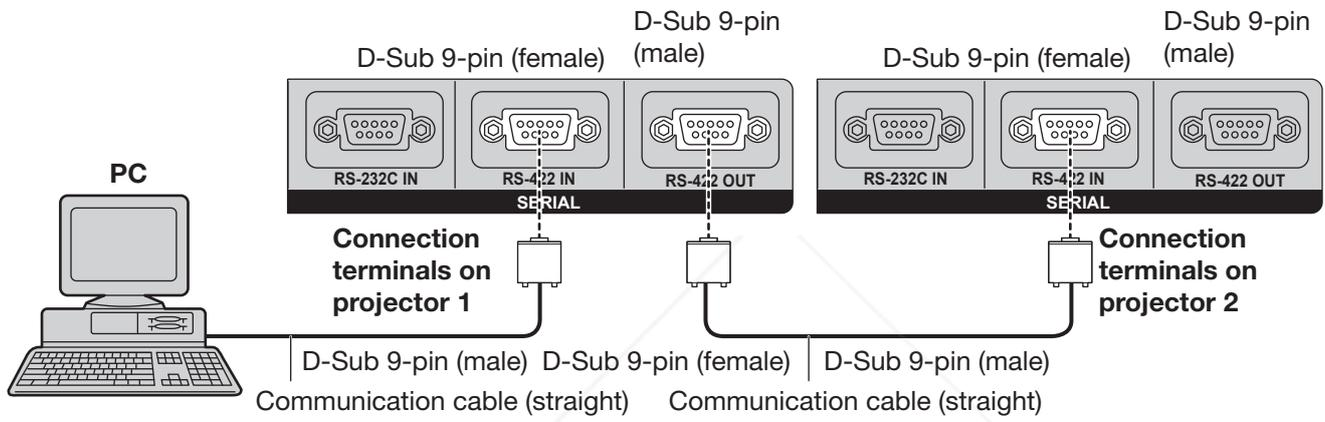 D-Sub 9-pin (female)
D-Sub 9-pin
(male)
D-Sub 9-pin (female)
D-Sub 9-pin
(male)
RS-232C IN
RS-422 IN
RS-422 OUT
SERIAL
RS-232C IN
RS-422 IN
RS-422 OUT
SERIAL
PC
Connection
terminals on
projector 1
Connection
terminals on
projector 2
D-Sub 9-pin (male)
D-Sub 9-pin (female)
D-Sub 9-pin (male)
Communication cable (straight)
Communication cable (straight)